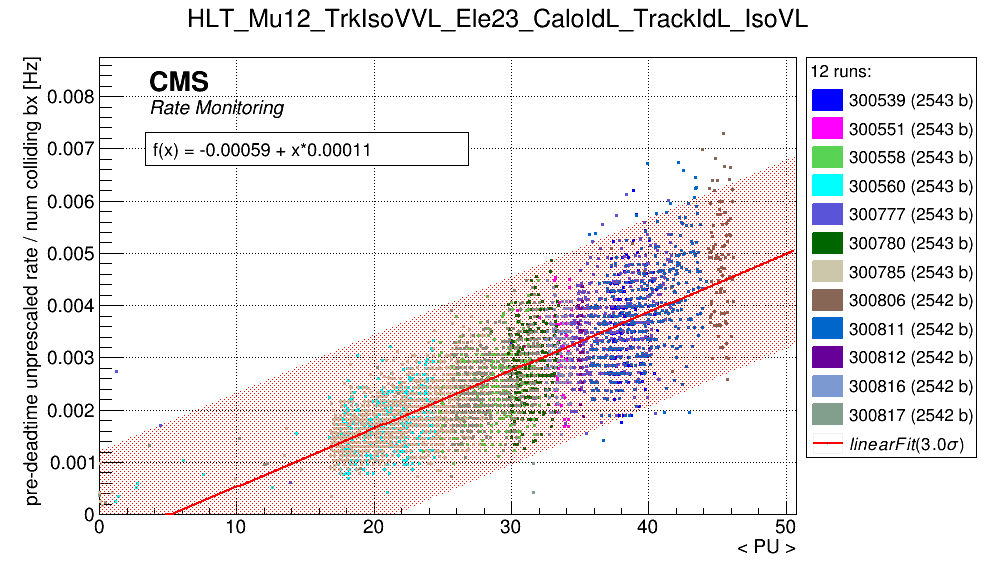 HLT_Mu12_TrkIsoVVL_Ele23_CaloIdL_TrackIdL_IsoVL
pre-deadtime unprescaled rate / num colliding bx [Hz]
CMS
Rate Monitoring
f(x) = -0.00059 + x*0.00011
0.008
0.007
0.006
0.005
0.004
0.003
0.002
0.001
0
0 10 20 30 40 50
< PU >
12 runs:
300539 (2543 b)
300551 (2543 b)
300558 (2543 b)
300560 (2543 b)
300777 (2543 b)
300780 (2543 b)
300785 (2543 b)
300806 (2542 b)
300811 (2542 b)
300812 (2542 b)
300816 (2542 b)
300817 (2542 b)
linearFit(3.0σ)